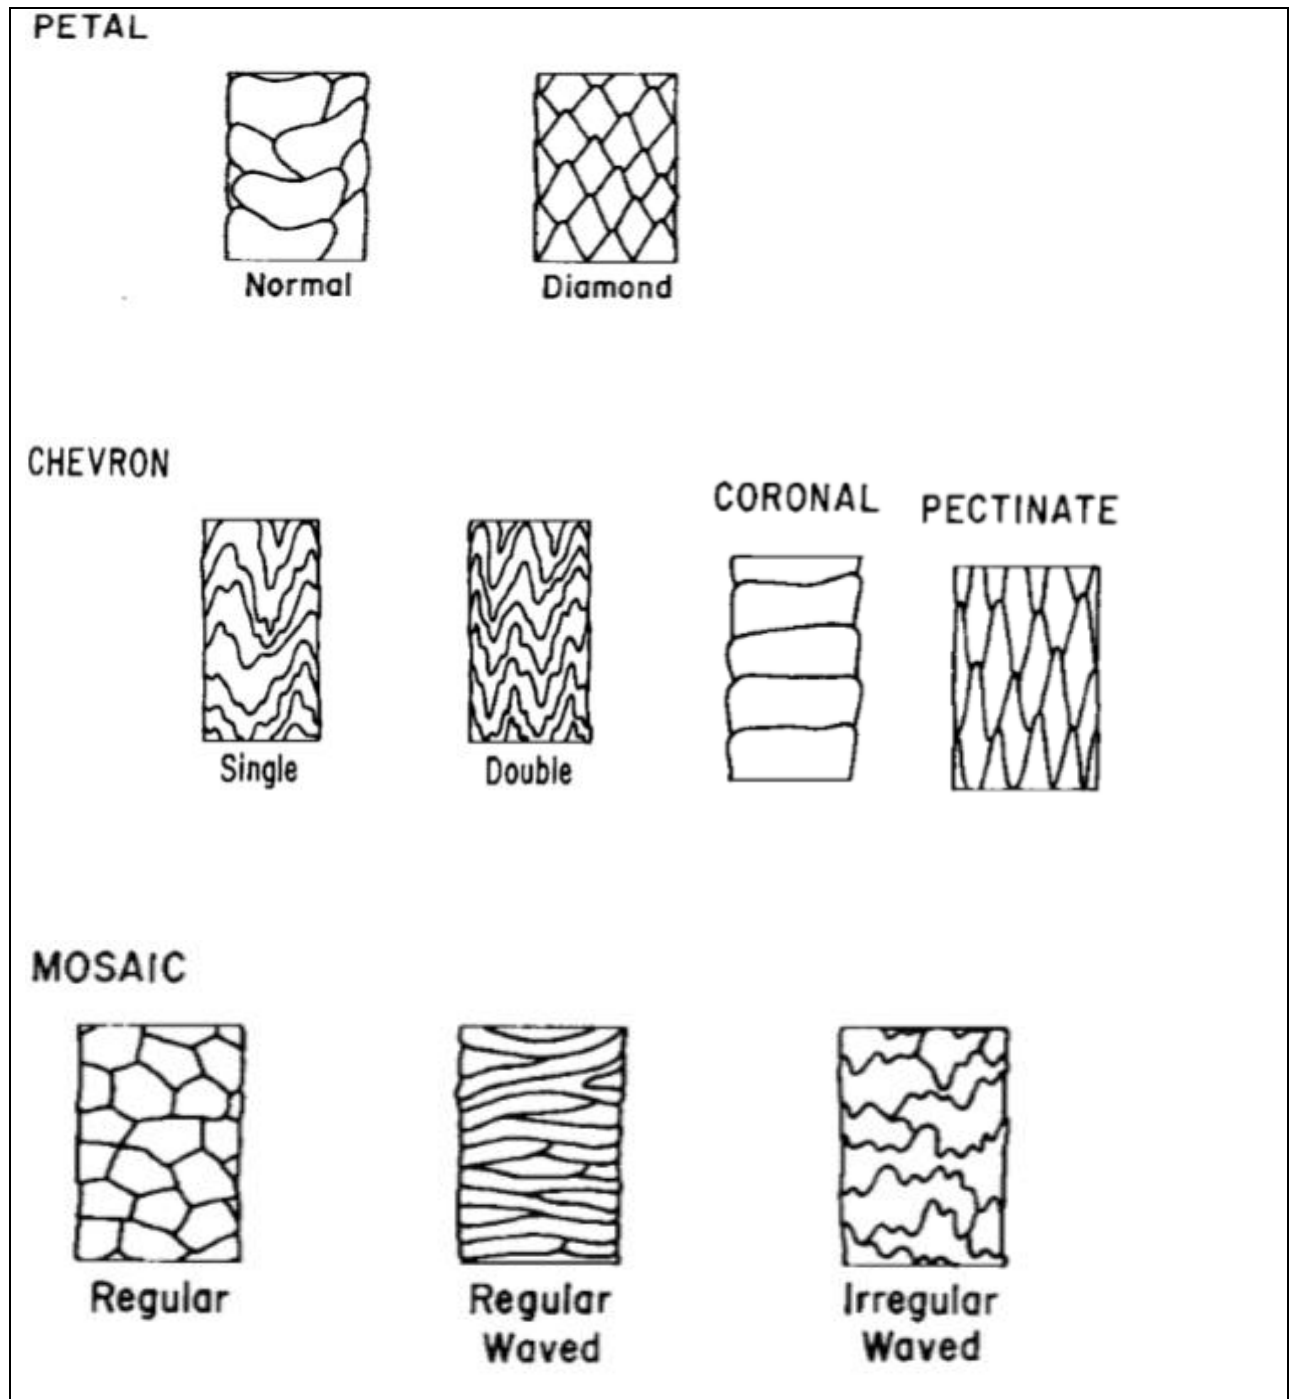 PETAL
Normal
Diamond
CHEVRON
CORONAL
PECTINATE
Single
Double
MOSAIC
Regular
Regular
Waved
Irregular
Waved